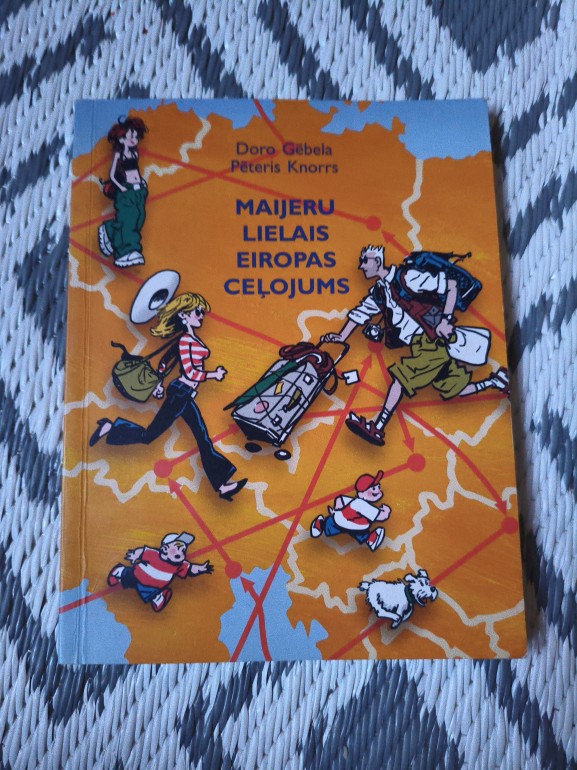 Doro Gēbela
Pēteris Knorrs
MAIJERU
LIELAIS
EIROPAS
CEĻOJUMS